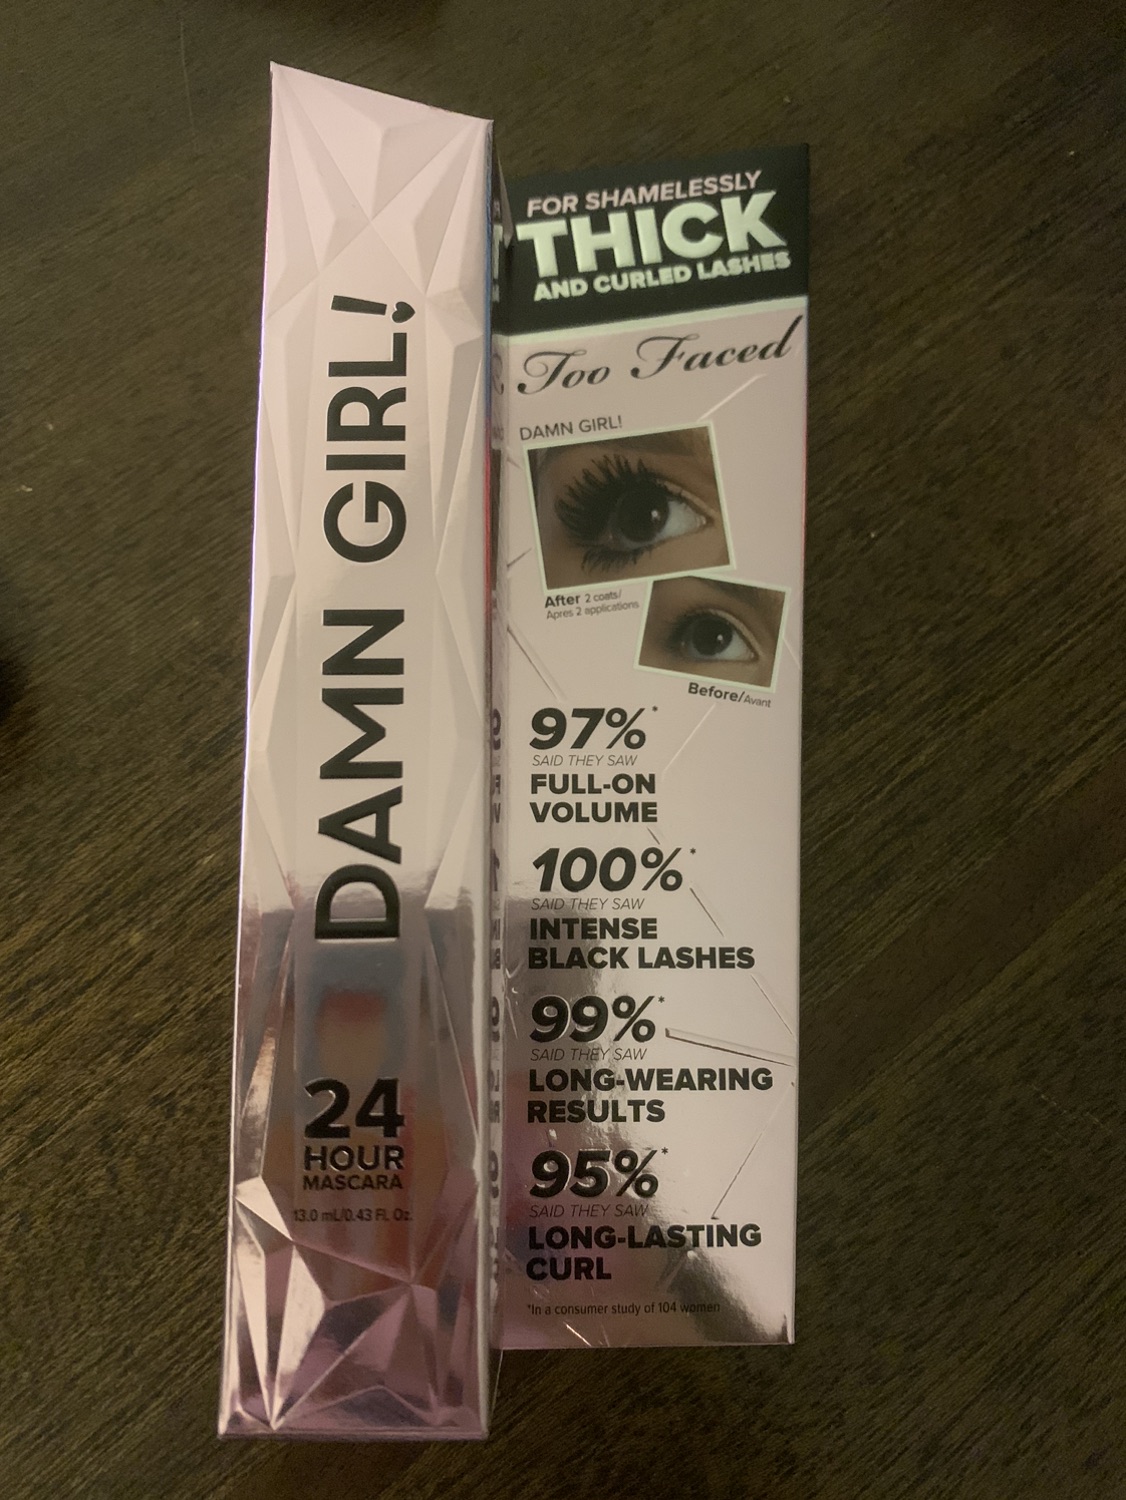 DAMN GIRL!
24
HOUR
MASCARA
13.0 mL/0.43 FL. Oz.
FOR SHAMELESSLY
THICK
AND CURLED LASHES
Too Faced
DAMN GIRL!
After 2 coats/
Apres 2 applications
Before/Avant
97%*
SAID THEY SAW
FULL-ON
VOLUME
100%*
SAID THEY SAW
INTENSE
BLACK LASHES
99%*
SAID THEY SAW
LONG-WEARING
RESULTS
95%*
SAID THEY SAW
LONG-LASTING
CURL
*In a consumer study of 104 women